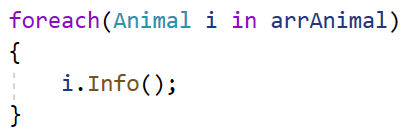 foreach(Animal i in arrAnimal)
{
    i.Info();
}